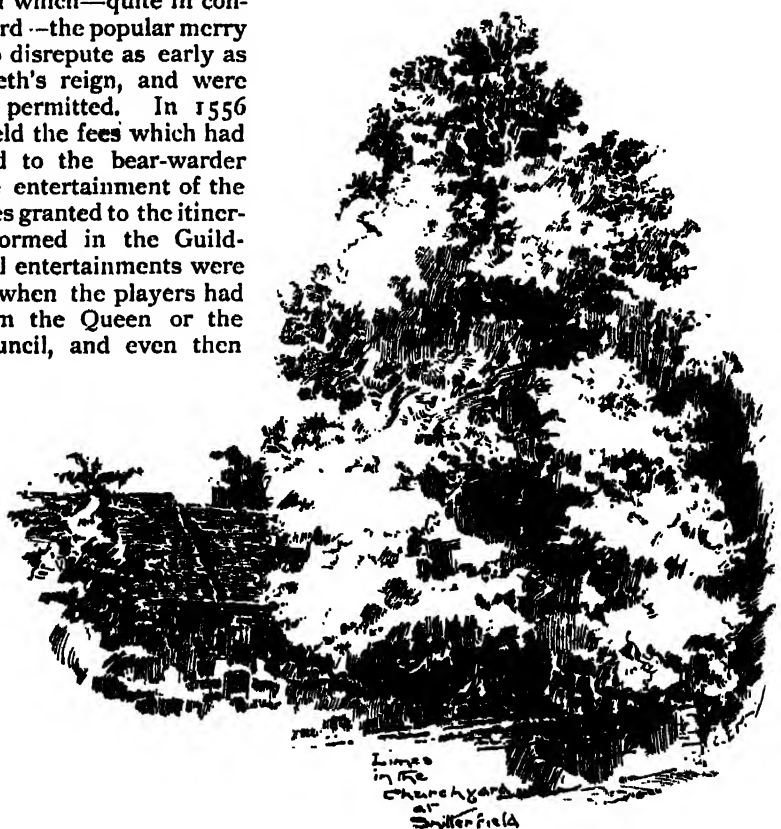 which—quite in con-
rd—the popular merry
disrepute as early as
eth's reign, and were
permitted. In 1556
eld the fees which had
d to the bear-warder
entertainment of the
es granted to the itiner-
ormed in the Guild-
l entertainments were
when the players had
m the Queen or the
uncil, and even then
Limes
in the
Churchyard
at
Snitterfield